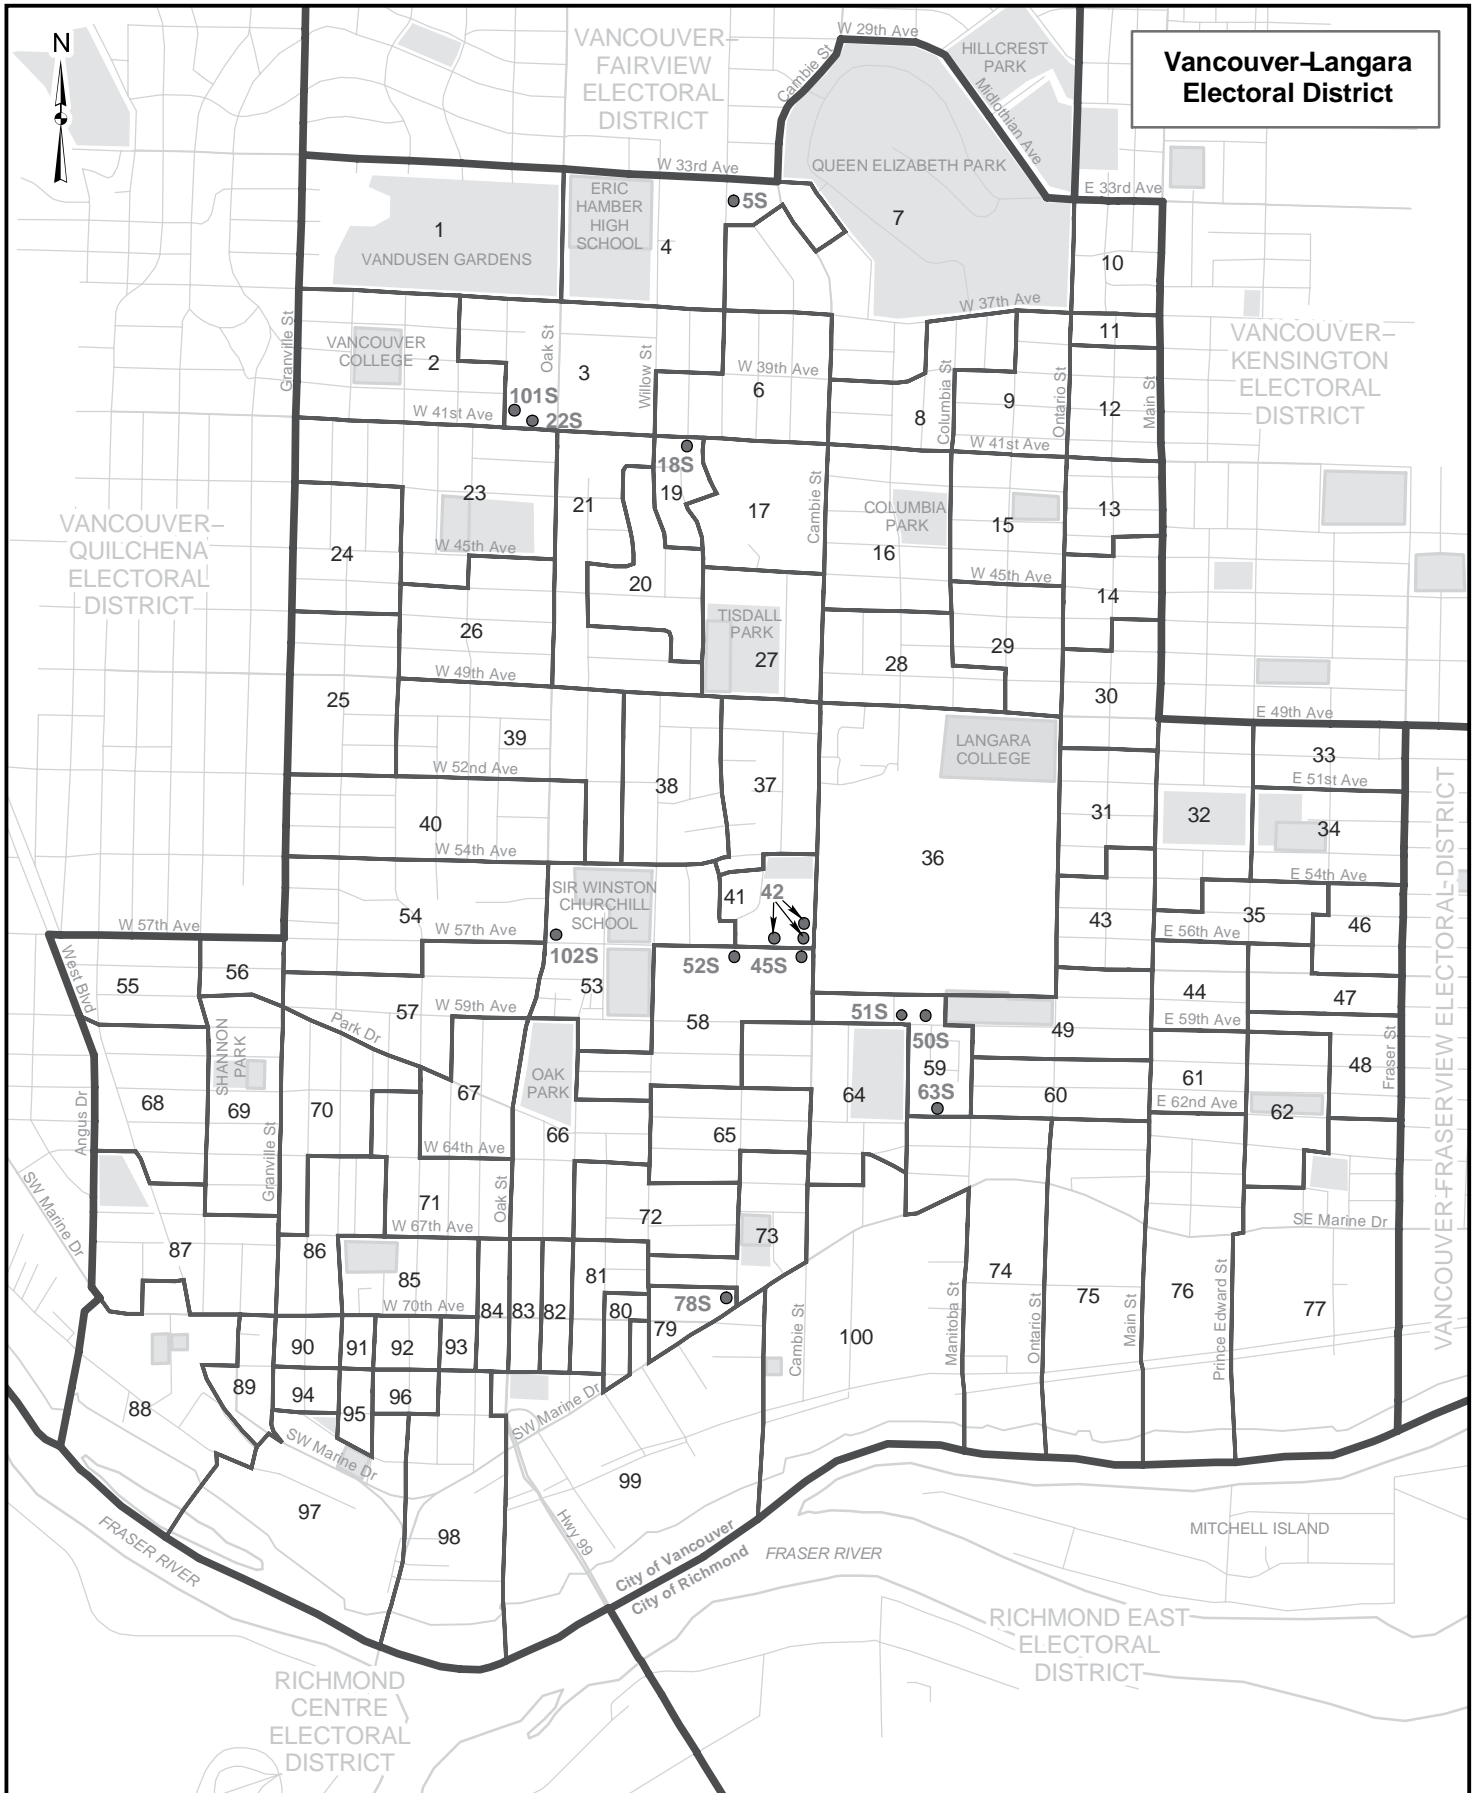 N
Vancouver–Langara
Electoral District
VANCOUVER–
FAIRVIEW
ELECTORAL
DISTRICT
W 29th Ave
HILLCREST
PARK
Cambie St
Midlothian Ave
QUEEN ELIZABETH PARK
W 33rd Ave
E 33rd Ave
ERIC
HAMBER
HIGH
SCHOOL
5S
1
VANDUSEN GARDENS
4
7
10
W 37th Ave
Granville St
VANCOUVER
COLLEGE
2
Oak St
3
Willow St
W 39th Ave
6
11
VANCOUVER–
KENSINGTON
ELECTORAL
DISTRICT
101S
22S
W 41st Ave
8
Columbia St
9
Ontario St
12
Main St
W 41st Ave
18S
19
23
21
17
Cambie St
COLUMBIA
PARK
16
15
13
VANCOUVER–
QUILCHENA
ELECTORAL
DISTRICT
24
W 45th Ave
20
W 45th Ave
14
26
TISDALL
PARK
27
28
29
W 49th Ave
25
30
E 49th Ave
39
LANGARA
COLLEGE
33
W 52nd Ave
E 51st Ave
38
37
40
31
32
34
W 54th Ave
36
E 54th Ave
SIR WINSTON
CHURCHILL
SCHOOL
41
42
54
W 57th Ave
W 57th Ave
43
35
46
E 56th Ave
102S
52S
45S
West Blvd
55
56
53
44
47
57
W 59th Ave
Park Dr
58
51S
50S
49
E 59th Ave
SHANNON
PARK
OAK
PARK
59
63S
60
61
E 62nd Ave
62
48
Fraser St
VANCOUVER-FRASERVIEW ELECTORAL-DISTRICT
68
69
70
67
64
Angus Dr
W 64th Ave
66
65
Granville St
SW Marine Dr
71
Oak St
W 67th Ave
72
73
SE Marine Dr
87
86
85
81
74
75
76
77
W 70th Ave
84
83
82
80
78S
79
Cambie St
100
Manitoba St
Ontario St
Main St
Prince Edward St
90
91
92
93
89
94
95
96
88
SW Marine Dr
SW Marine Dr
97
98
99
Hwy 99
City of Vancouver
City of Richmond
FRASER RIVER
FRASER RIVER
MITCHELL ISLAND
RICHMOND EAST
ELECTORAL
DISTRICT
RICHMOND
CENTRE
ELECTORAL
DISTRICT